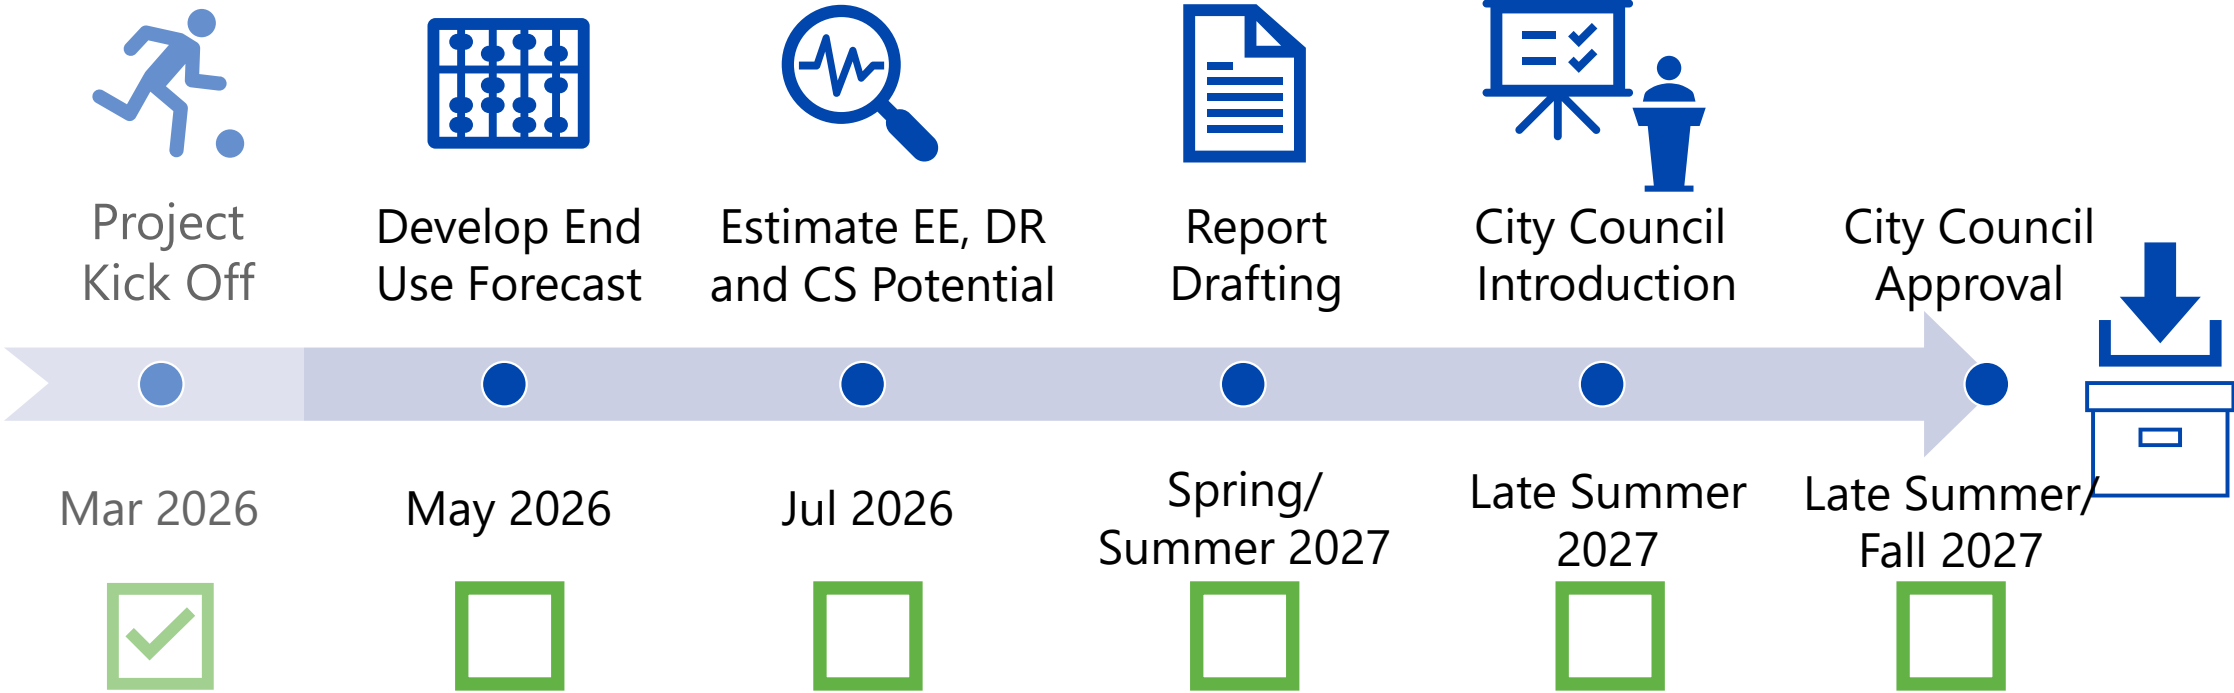 Project
Kick Off
Develop End
Use Forecast
Estimate EE, DR
and CS Potential
Report
Drafting
City Council
Introduction
City Council
Approval
Mar 2026
May 2026
Jul 2026
Spring/
Summer 2027
Late Summer
2027
Late Summer/
Fall 2027